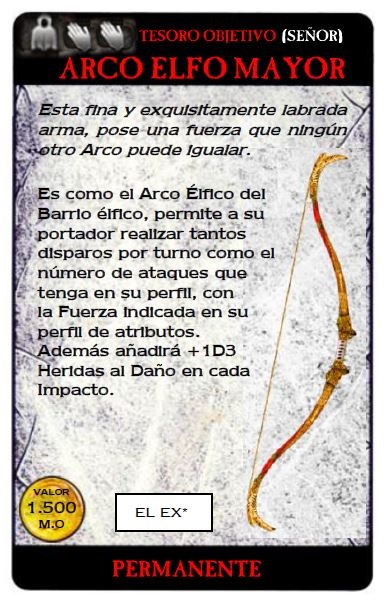 TESORO OBJETIVO (SEÑOR)
ARCO ELFO MAYOR
Esta fina y exquisitamente labrada
arma, pose una fuerza que ningún
otro Arco puede igualar.
Es como el Arco Élfico del
Barrio élfico, permite a su
portador realizar tantos
disparos por turno como el
número de ataques que
tenga en su perfil, con
la Fuerza indicada en su
perfil de atributos.
Además añadirá +1D3
Heridas al Daño en cada
Impacto.
VALOR
1.500
M.O
EL EX*
PERMANENTE